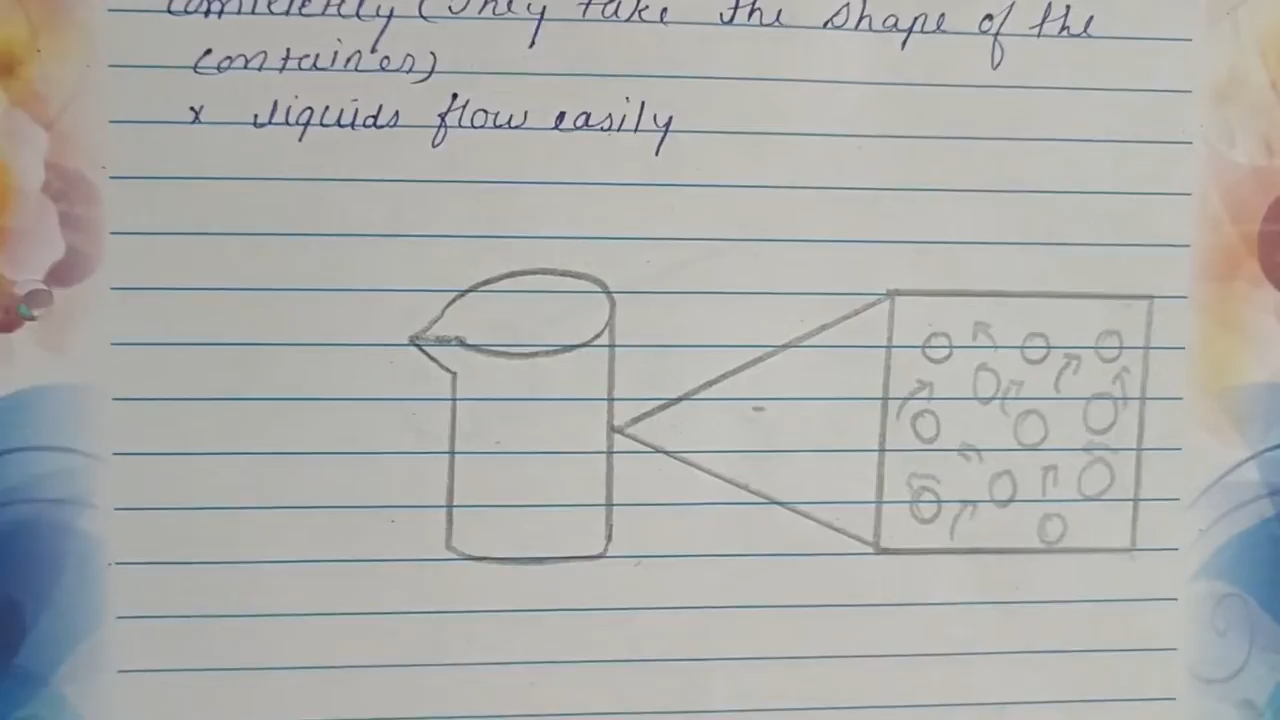 (They take the shape of the
container)
x liquids flow easily